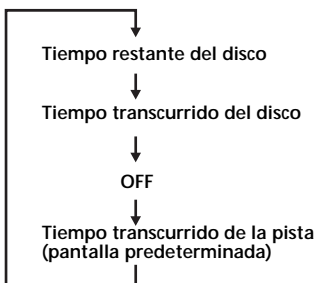 Tiempo restante del disco
Tiempo transcurrido del disco
OFF
Tiempo transcurrido de la pista
(pantalla predeterminada)